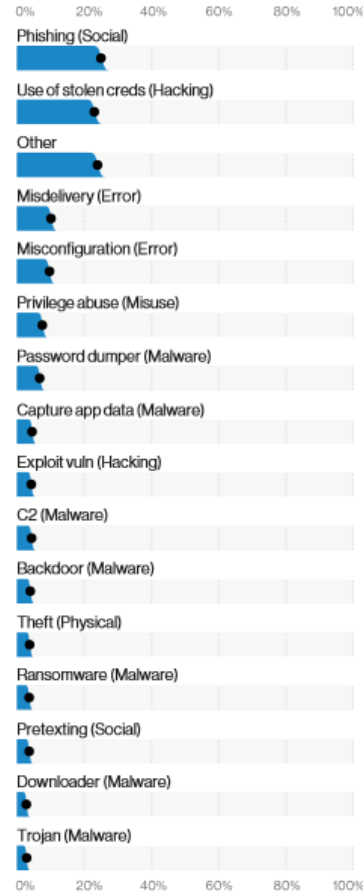 0% 20% 40% 60% 80% 100%
Phishing (Social)
Use of stolen creds (Hacking)
Other
Misdelivery (Error)
Misconfiguration (Error)
Privilege abuse (Misuse)
Password dumper (Malware)
Capture app data (Malware)
Exploit vuln (Hacking)
C2 (Malware)
Backdoor (Malware)
Theft (Physical)
Ransomware (Malware)
Pretexting (Social)
Downloader (Malware)
Trojan (Malware)
0% 20% 40% 60% 80% 100%